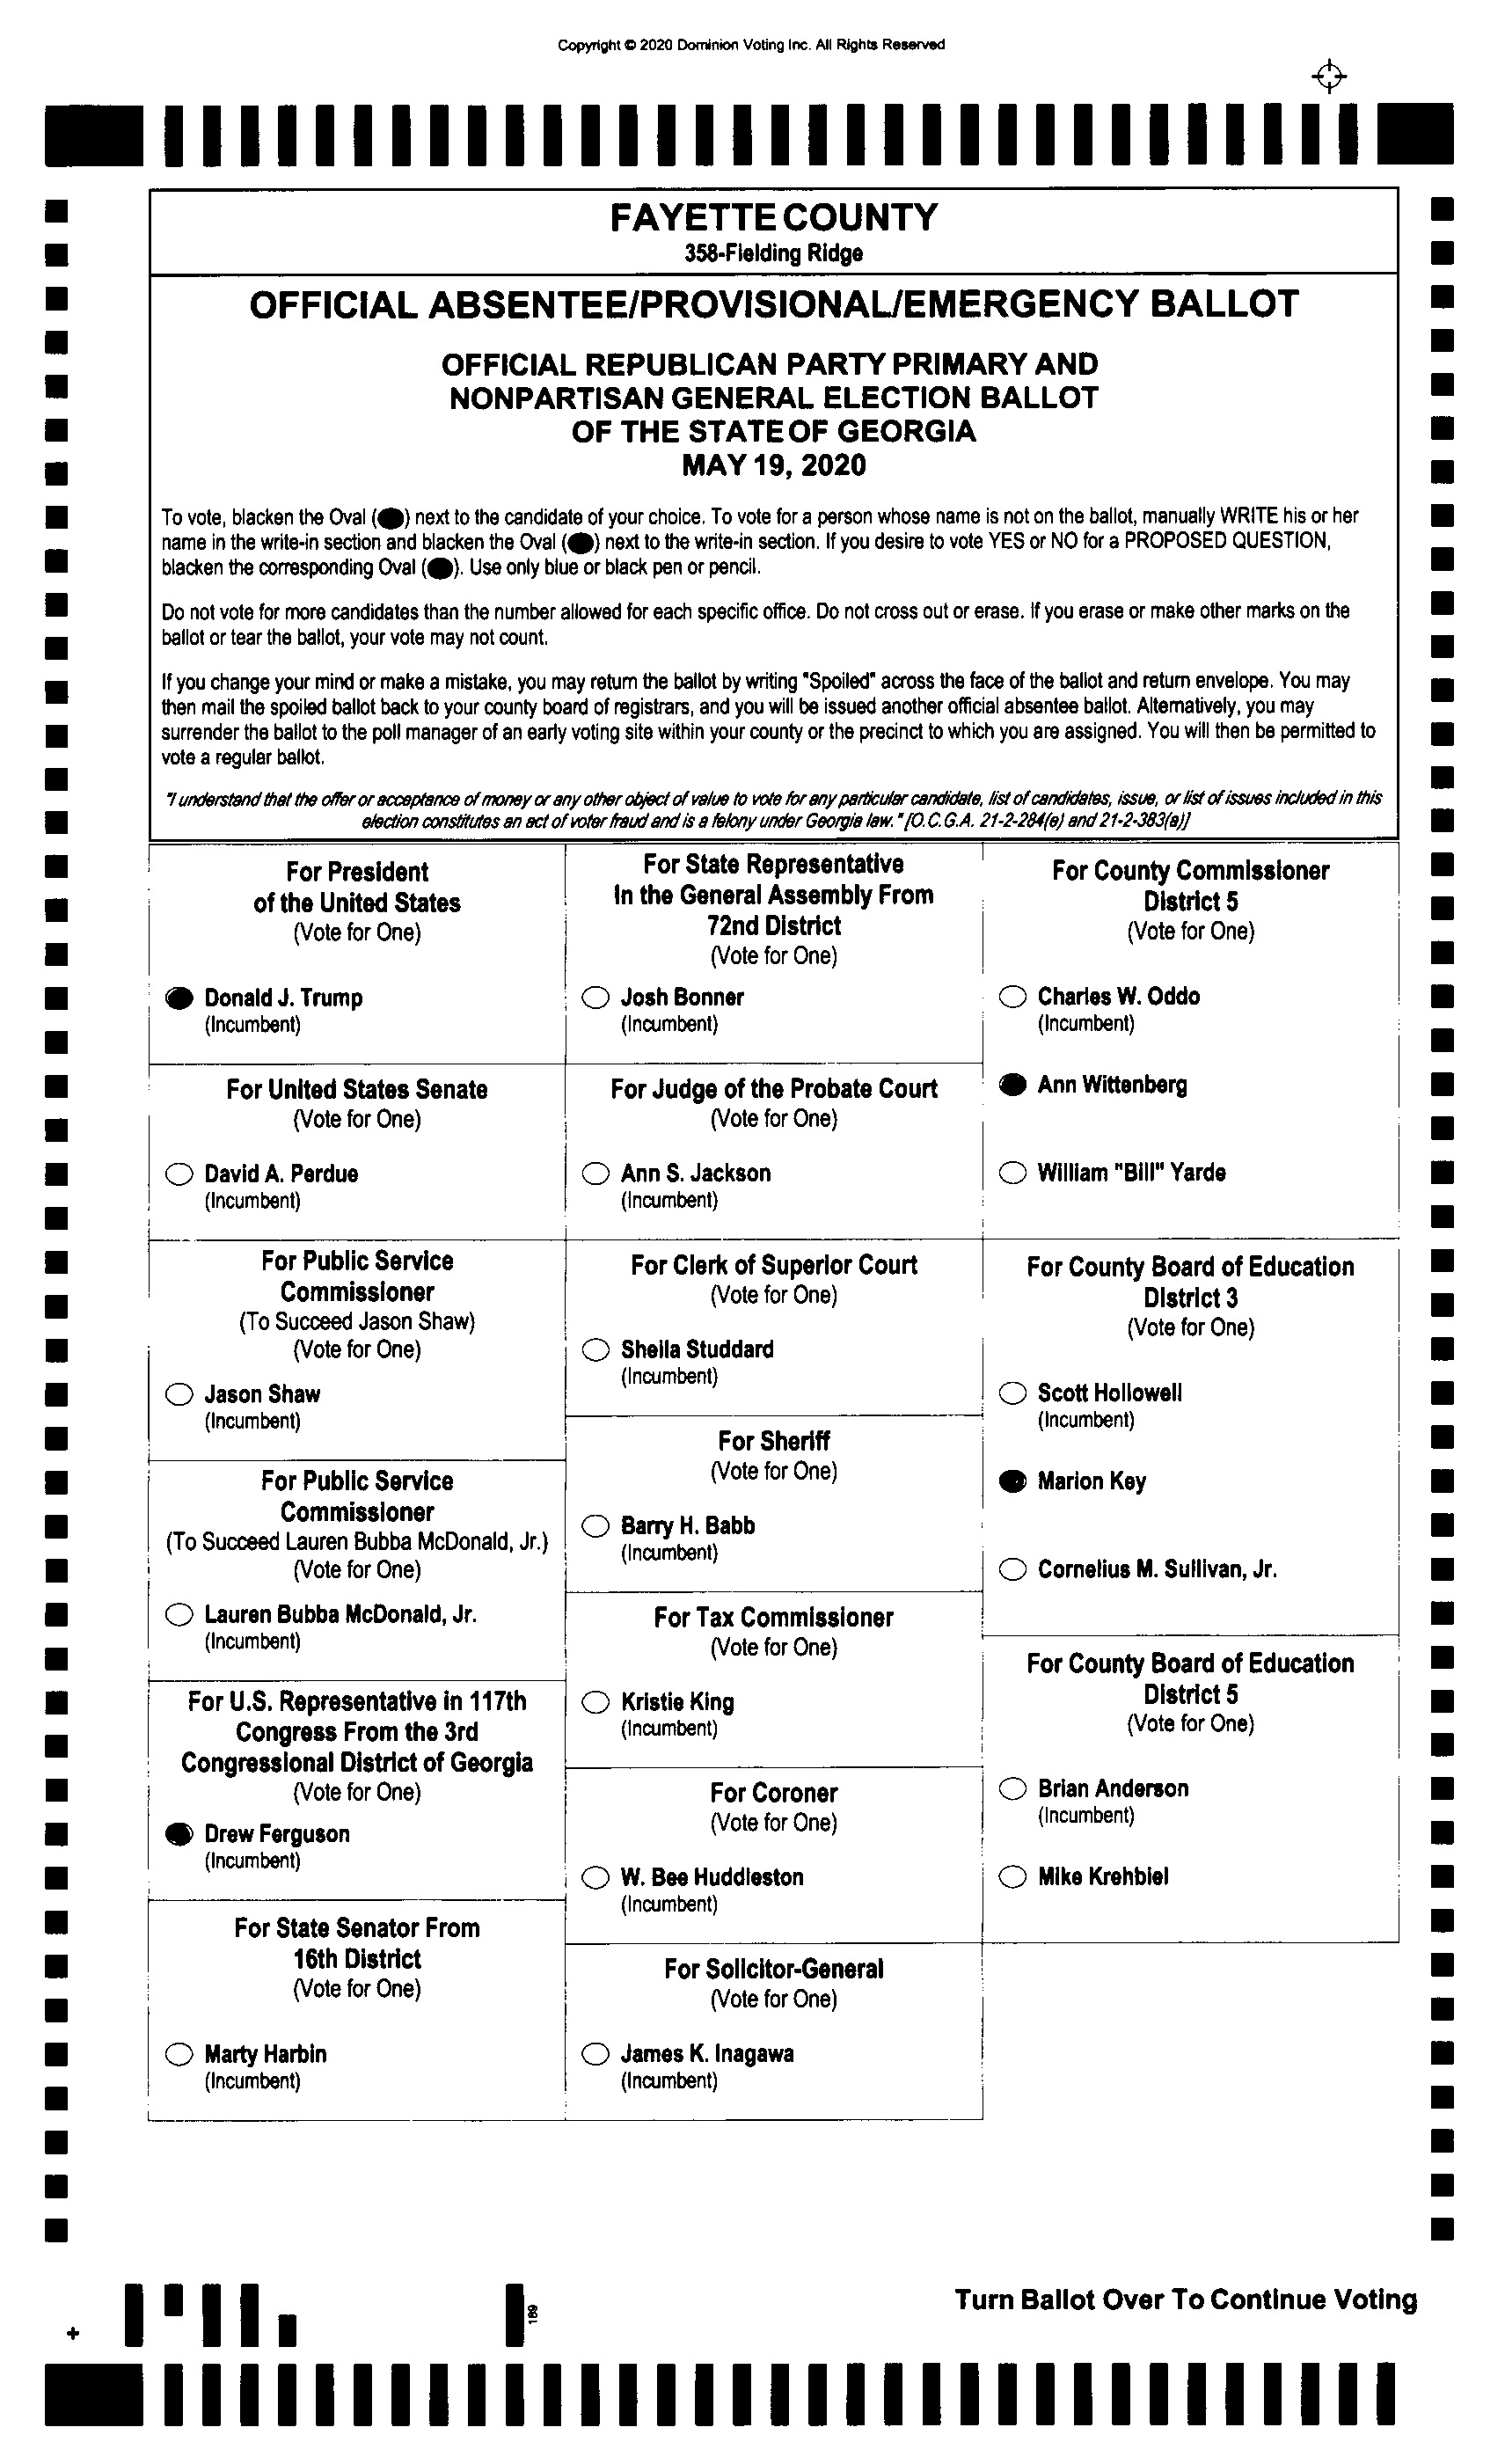 Copyright © 2020 Dominion Voting Inc. All Rights Reserved
FAYETTE COUNTY
358-Fielding Ridge
OFFICIAL ABSENTEE/PROVISIONAL/EMERGENCY BALLOT
OFFICIAL REPUBLICAN PARTY PRIMARY AND
NONPARTISAN GENERAL ELECTION BALLOT
OF THE STATE OF GEORGIA
MAY 19, 2020
To vote, blacken the Oval ( ) next to the candidate of your choice. To vote for a person whose name is not on the ballot, manually WRITE his or her
name in the write-in section and blacken the Oval ( ) next to the write-in section. If you desire to vote YES or NO for a PROPOSED QUESTION,
blacken the corresponding Oval ( ). Use only blue or black pen or pencil.
Do not vote for more candidates than the number allowed for each specific office. Do not cross out or erase. If you erase or make other marks on the
ballot or tear the ballot, your vote may not count.
If you change your mind or make a mistake, you may return the ballot by writing "Spoiled" across the face of the ballot and return envelope. You may
then mail the spoiled ballot back to your county board of registrars, and you will be issued another official absentee ballot. Alternatively, you may
surrender the ballot to the poll manager of an early voting site within your county or the precinct to which you are assigned. You will then be permitted to
vote a regular ballot.
"I understand that the offer or acceptance of money or any other object of value to vote for any particular candidate, list of candidates, issue, or list of issues included in this
election constitutes an act of voter fraud and is a felony under Georgia law." [O.C.G.A. 21-2-284(e) and 21-2-383(a)]
For President
of the United States
(Vote for One)
Donald J. Trump
(Incumbent)
For United States Senate
(Vote for One)
David A. Perdue
(Incumbent)
For Public Service
Commissioner
(To Succeed Jason Shaw)
(Vote for One)
Jason Shaw
(Incumbent)
For Public Service
Commissioner
(To Succeed Lauren Bubba McDonald, Jr.)
(Vote for One)
Lauren Bubba McDonald, Jr.
(Incumbent)
For U.S. Representative in 117th
Congress From the 3rd
Congressional District of Georgia
(Vote for One)
Drew Ferguson
(Incumbent)
For State Senator From
16th District
(Vote for One)
Marty Harbin
(Incumbent)
For State Representative
In the General Assembly From
72nd District
(Vote for One)
Josh Bonner
(Incumbent)
For Judge of the Probate Court
(Vote for One)
Ann S. Jackson
(Incumbent)
For Clerk of Superior Court
(Vote for One)
Sheila Studdard
(Incumbent)
For Sheriff
(Vote for One)
Barry H. Babb
(Incumbent)
For Tax Commissioner
(Vote for One)
Kristie King
(Incumbent)
For Coroner
(Vote for One)
W. Bee Huddleston
(Incumbent)
For Solicitor-General
(Vote for One)
James K. Inagawa
(Incumbent)
For County Commissioner
District 5
(Vote for One)
Charles W. Oddo
(Incumbent)
Ann Wittenberg
William "Bill" Yarde
For County Board of Education
District 3
(Vote for One)
Scott Hollowell
(Incumbent)
Marion Key
Cornelius M. Sullivan, Jr.
For County Board of Education
District 5
(Vote for One)
Brian Anderson
(Incumbent)
Mike Krehbiel
Turn Ballot Over To Continue Voting
189